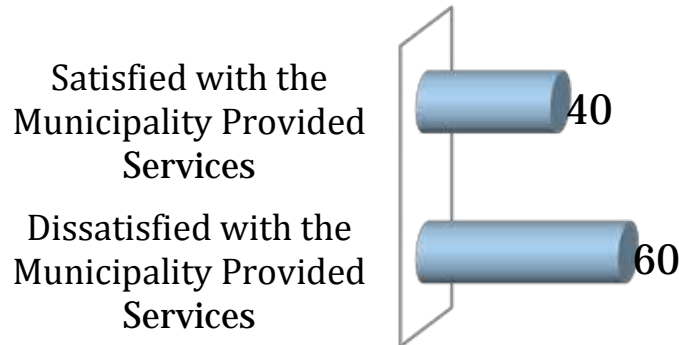 Satisfied with the
Municipality Provided
Services
40
Dissatisfied with the
Municipality Provided
Services
60